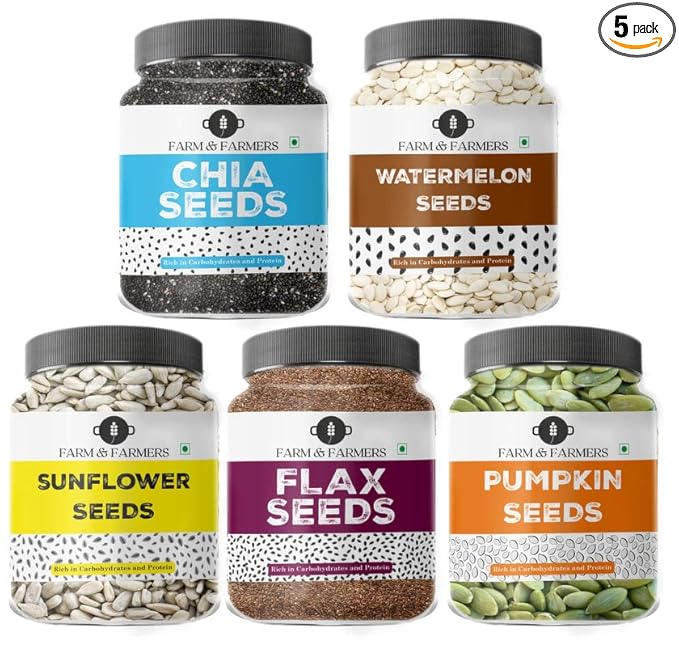 5 pack
FARM & FARMERS
CHIA
SEEDS
Rich in Carbohydrates and Protein
FARM & FARMERS
WATERMELON
SEEDS
Rich in Carbohydrates and Protein
FARM & FARMERS
SUNFLOWER
SEEDS
Rich in Carbohydrates and Protein
FARM & FARMERS
FLAX
SEEDS
Rich in Carbohydrates and Protein
FARM & FARMERS
PUMPKIN
SEEDS
Rich in Carbohydrates and Protein